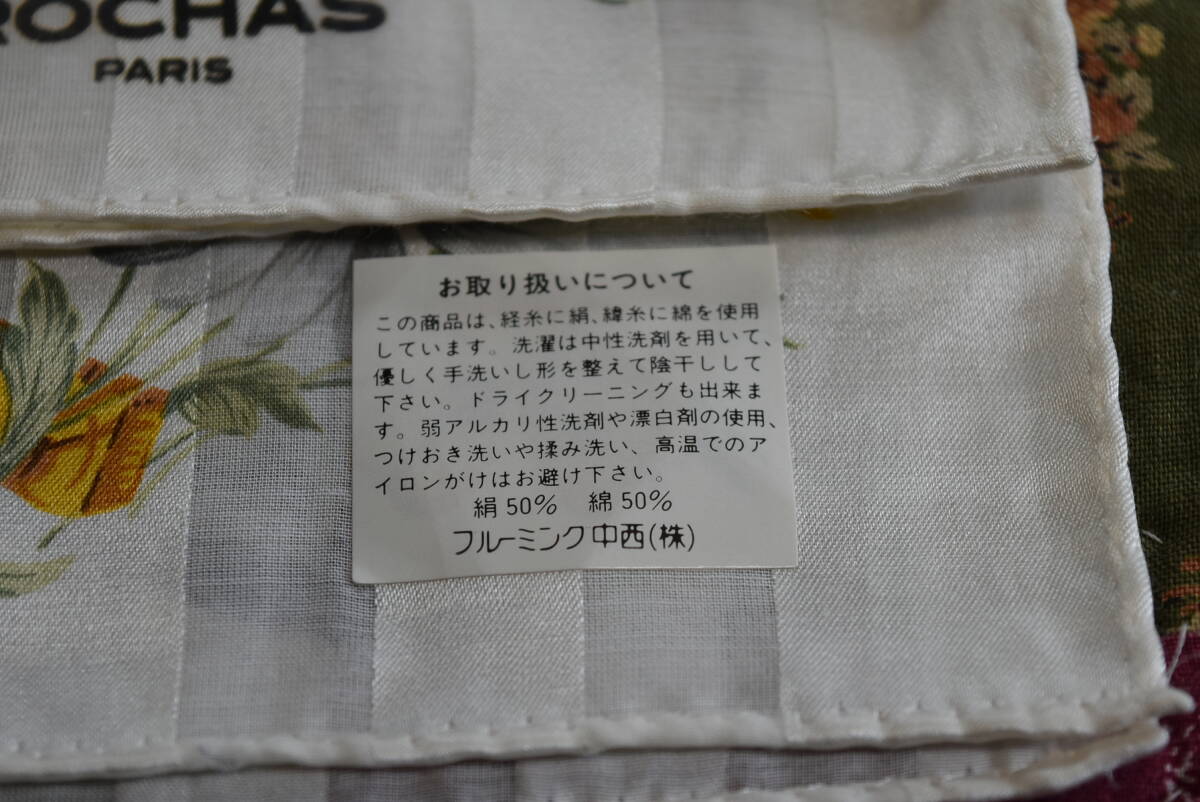 ROCHAS
PARIS
お取り扱いについて
この商品は、経糸に絹、緯糸に綿を使用
しています。洗濯は中性洗剤を用いて、
優しく手洗いし形を整えて陰干しして
下さい。ドライクリーニングも出来ま
す。弱アルカリ性洗剤や漂白剤の使用、
つけおき洗いや揉み洗い、高温でのア
イロンがけはお避け下さい。
絹50% 綿50%
フルーミング中西(株)